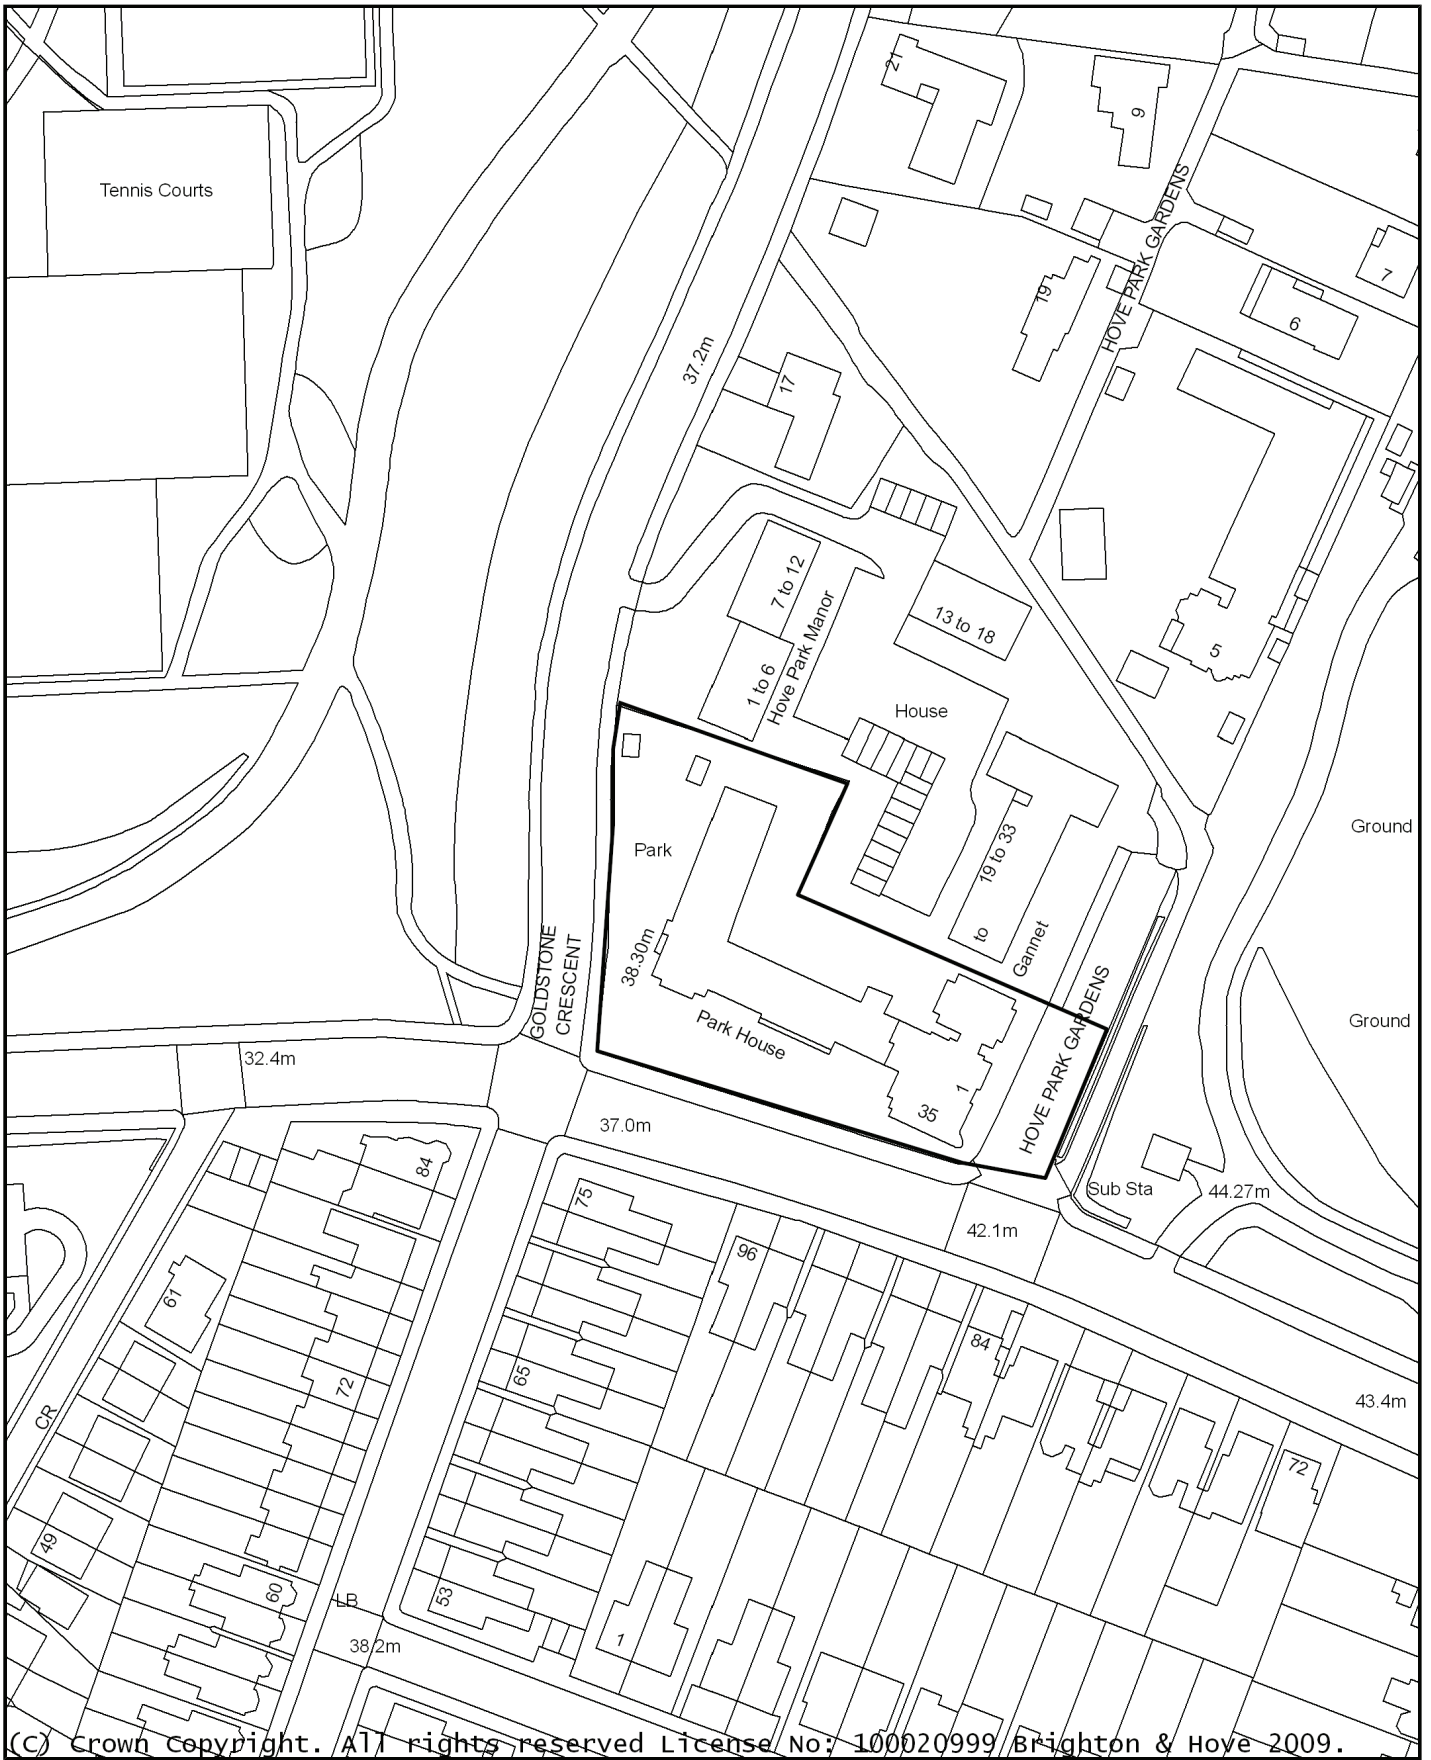 21
9
Tennis Courts
HOVE PARK GARDENS
7
19
6
37.2m
17
7 to 12
13 to 18
Hove Park Manor
5
1 to 6
House
Ground
Park
19 to 33
to
Gannet
38.30m
GOLDSTONE
CRESCENT
HOVE PARK GARDENS
Ground
Park House
32.4m
1
35
37.0m
84
Sub Sta
44.27m
75
42.1m
96
61
84
65
72
43.4m
CR
72
49
60
53
LB
1
38.2m
(c) Crown Copyright. All rights reserved License No: 100020999 Brighton & Hove 2009.